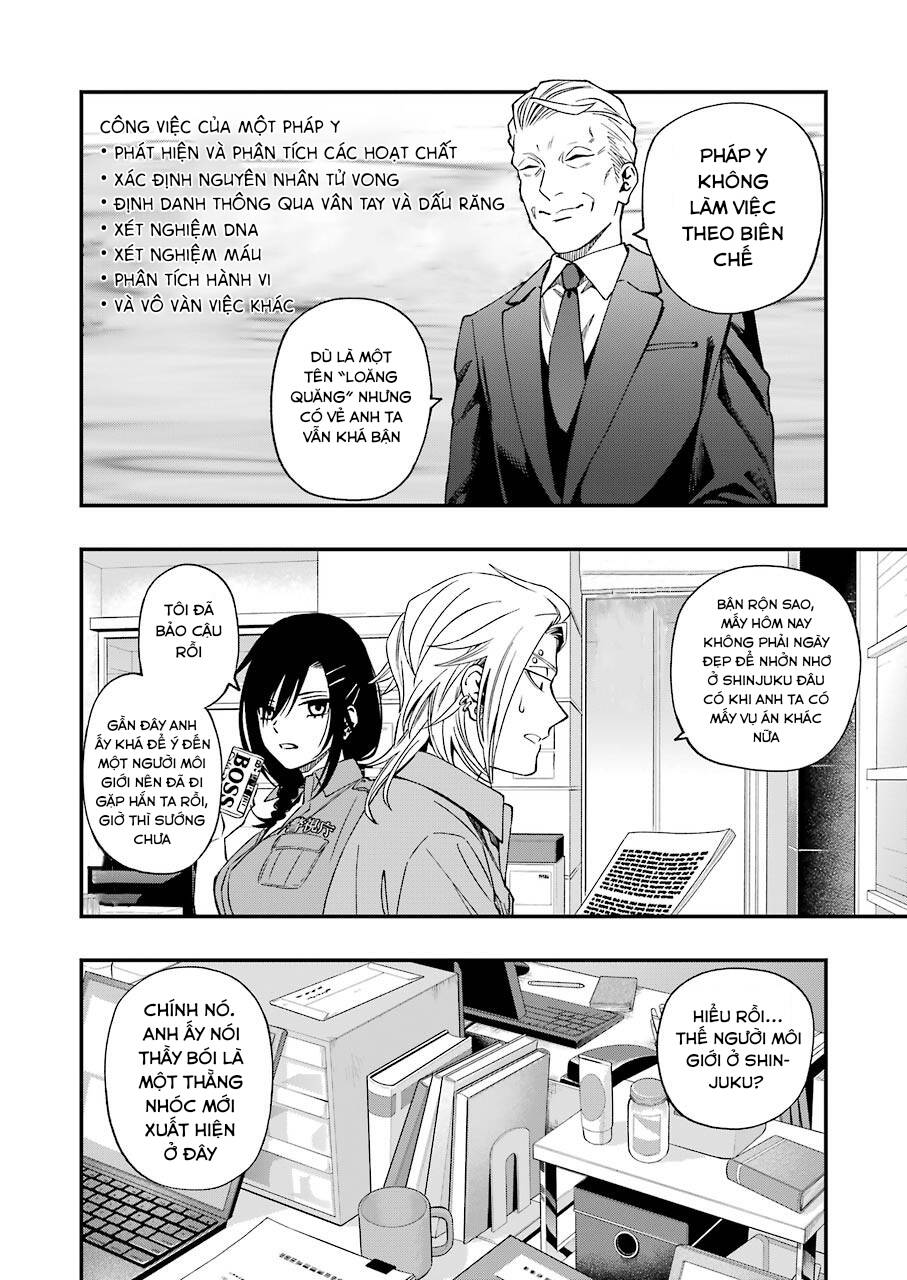 PHÁP Y
KHÔNG
LÀM VIỆC
THEO BIÊN
CHẾ
CÔNG VIỆC CỦA MỘT PHÁP Y
• PHÁT HIỆN VÀ PHÂN TÍCH CÁC HOẠT CHẤT
• XÁC ĐỊNH NGUYÊN NHÂN TỬ VONG
• ĐỊNH DANH THÔNG QUA VÂN TAY VÀ DẤU RĂNG
• XÉT NGHIỆM DNA
• XÉT NGHIỆM MÁU
• PHÂN TÍCH HÀNH VI
• VÀ VÔ VÀN VIỆC KHÁC
DÙ LÀ MỘT
TÊN "LOĂNG
QUĂNG" NHƯNG
CÓ VẺ ANH TA
VẪN KHÁ BẬN
BẬN RỘN SAO,
MẤY HÔM NAY
KHÔNG PHẢI NGÀY
ĐẸP ĐỂ NHỞN NHƠ
Ở SHINJUKU ĐÂU
CÓ KHI ANH TA CÓ
MẤY VỤ ÁN KHÁC
NỮA
TÔI ĐÃ
BẢO CẬU
RỒI
GẦN ĐÂY ANH
ẤY KHÁ ĐỂ Ý ĐẾN
MỘT NGƯỜI MÔI
GIỚI NÊN ĐÃ ĐI
GẶP HẮN TA RỒI,
GIỜ THÌ SƯỚNG
CHƯA
BOSS
警視庁
HIỂU RỒI...
THẾ NGƯỜI MÔI
GIỚI Ở SHIN-
JUKU?
CHÍNH NÓ.
ANH ẤY NÓI
THẦY BÓI LÀ
MỘT THẰNG
NHÓC MỚI
XUẤT HIỆN
Ở ĐÂY